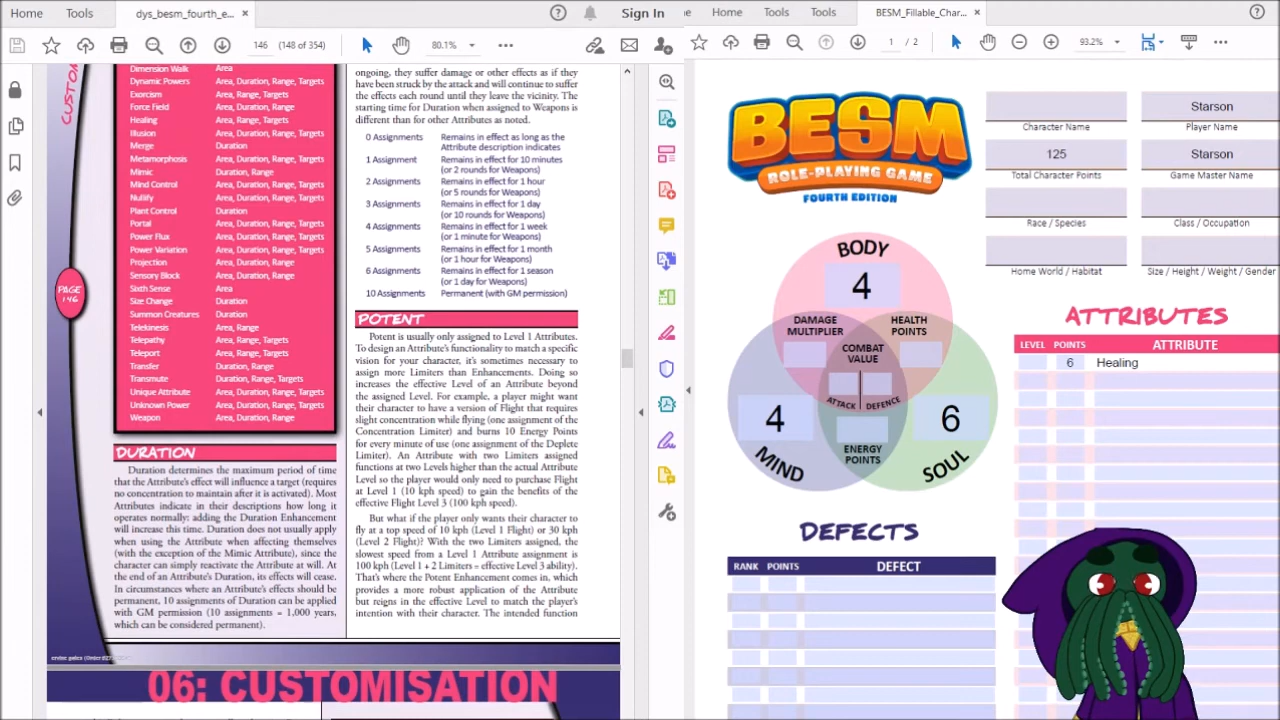 Home
Tools
dys_besm_fourth_e...
Sign In
146
(148 of 354)
80.1%
CUSTOM
Dimension Walk Area
Dynamic Powers Area, Duration, Range, Targets
Exorcism Area, Range, Targets
Force Field Area, Duration, Range
Healing Area, Range, Targets
Illusion Area, Duration, Range, Targets
Merge Duration
Metamorphosis Area, Duration, Range, Targets
Mimic Duration, Range
Mind Control Area, Duration, Range, Targets
Nullify Area, Duration, Range, Targets
Plant Control Duration
Portal Area, Duration, Range, Targets
Power Flux Area, Duration, Range, Targets
Power Variation Area, Duration, Range, Targets
Projection Area, Duration, Range
Sensory Block Area, Duration, Range
Sixth Sense Area
Size Change Duration
Summon Creatures Duration
Telekinesis Area, Range
Telepathy Area, Range, Targets
Teleport Area, Range, Targets
Transfer Duration, Range
Transmute Duration, Range, Targets
Unique Attribute Area, Duration, Range, Targets
Unknown Power Area, Duration, Range, Targets
Weapon Area, Duration, Range
PAGE
146
DURATION
Duration determines the maximum period of time
that the Attribute's effect will influence a target (requires
no concentration to maintain after it is activated). Most
Attributes indicate in their descriptions how long it
operates normally: adding the Duration Enhancement
will increase this time. Duration does not usually apply
when using the Attribute when affecting themselves
(with the exception of the Mimic Attribute), since the
character can simply reactivate the Attribute at will. At
the end of an Attribute's Duration, its effects will cease.
In circumstances where an Attribute's effects should be
permanent, 10 assignments of Duration can be applied
with GM permission (10 assignments = 1,000 years,
which can be considered permanent).
ongoing, they suffer damage or other effects as if they
have been struck by the attack and will continue to suffer
the effects each round until they leave the vicinity. The
starting time for Duration when assigned to Weapons is
different than for other Attributes as noted.
0 Assignments Remains in effect as long as the
Attribute description indicates
1 Assignment Remains in effect for 10 minutes
(or 2 rounds for Weapons)
2 Assignments Remains in effect for 1 hour
(or 5 rounds for Weapons)
3 Assignments Remains in effect for 1 day
(or 10 rounds for Weapons)
4 Assignments Remains in effect for 1 week
(or 1 minute for Weapons)
5 Assignments Remains in effect for 1 month
(or 1 hour for Weapons)
6 Assignments Remains in effect for 1 season
(or 1 day for Weapons)
10 Assignments Permanent (with GM permission)
POTENT
Potent is usually only assigned to Level 1 Attributes.
To design an Attribute's functionality to match a specific
vision for your character, it's sometimes necessary to
assign more Limiters than Enhancements. Doing so
increases the effective Level of an Attribute beyond
the assigned Level. For example, a player might want
their character to have a version of Flight that requires
slight concentration while flying (one assignment of the
Concentration Limiter) and burns 10 Energy Points
for every minute of use (one assignment of the Deplete
Limiter). An Attribute with two Limiters assigned
functions at two Levels higher than the actual Attribute
Level so the player would only need to purchase Flight
at Level 1 (10 kph speed) to gain the benefits of the
effective Flight Level 3 (100 kph speed).
But what if the player only wants their character to
fly at a top speed of 10 kph (Level 1 Flight) or 30 kph
(Level 2 Flight)? With the two Limiters assigned, the
slowest speed from a Level 1 Attribute assignment is
100 kph (Level 1 + 2 Limiters = effective Level 3 ability).
That's where the Potent Enhancement comes in, which
provides a more robust application of the Attribute
but reigns in the effective Level to match the player's
intention with their character. The intended function
06: CUSTOMISATION
me
Home
Tools
Tools
BESM_Fillable_Char...
1 / 2
93.2%
BESM
ROLE-PLAYING GAME
FOURTH EDITION
Starson
Character Name
Player Name
125
Starson
Total Character Points
Game Master Name
Race / Species
Class/Occupaion
Home World / Habitat
Size / Height/ Weight / Gender
BODY
4
DAMAGE
MULTIPLIER
HEALTH
POINTS
COMBAT
VALUE
ATTACK
DEFENCE
4
MIND
6
SOUL
ENERGY
POINTS
ATTRIBUTES
LEVEL POINTS ATTRIBUTE
6 Healing
DEFECTS
RANK POINTS DEFECT